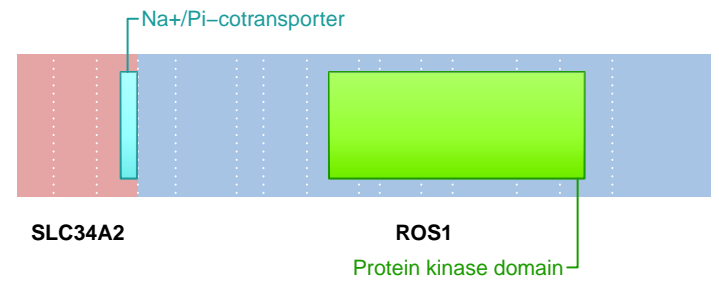 Na+/Pi−cotransporter
SLC34A2
ROS1
Protein kinase domain